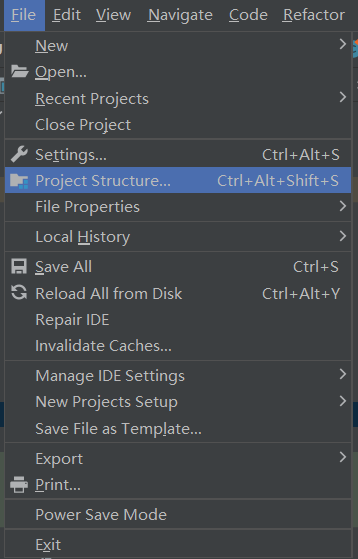 File Edit View Navigate Code Refactor
New
Open...
Recent Projects
Close Project
Settings... Ctrl+Alt+S
Project Structure... Ctrl+Alt+Shift+S
File Properties
Local History
Save All Ctrl+S
Reload All from Disk Ctrl+Alt+Y
Repair IDE
Invalidate Caches...
Manage IDE Settings
New Projects Setup
Save File as Template...
Export
Print...
Power Save Mode
Exit